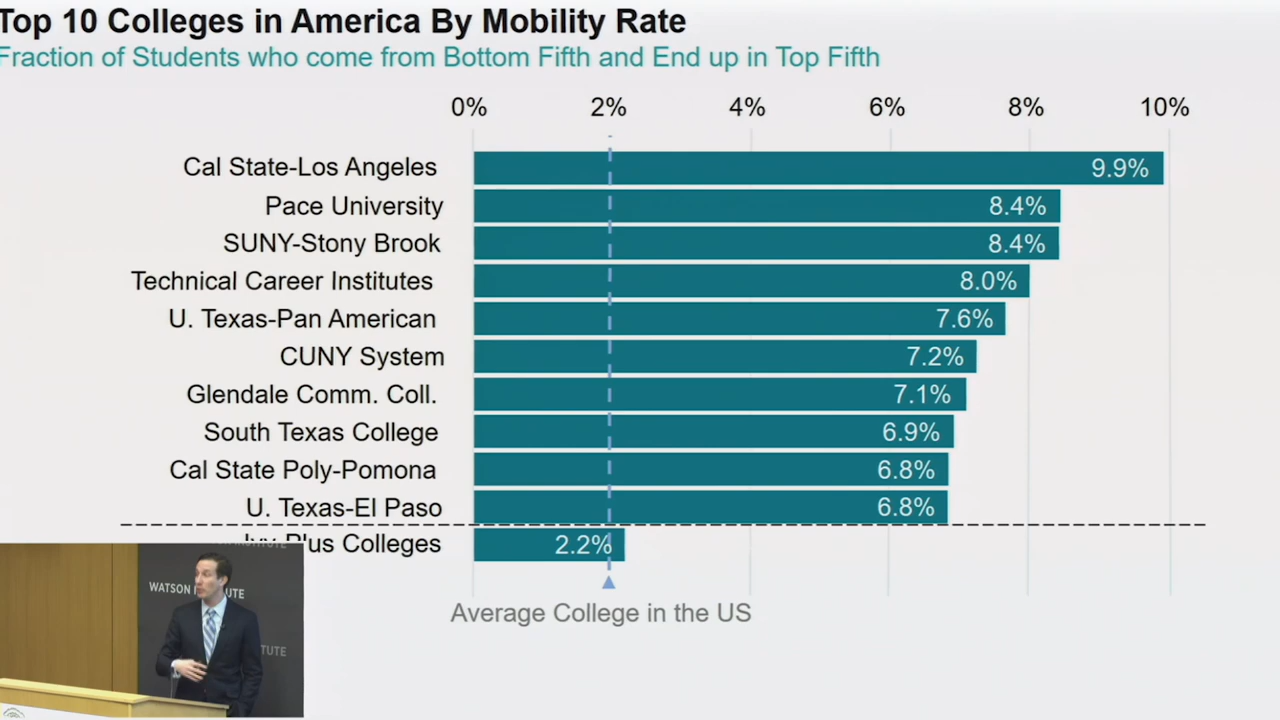 Top 10 Colleges in America By Mobility Rate
Fraction of Students who come from Bottom Fifth and End up in Top Fifth
0% 2% 4% 6% 8% 10%
Cal State-Los Angeles 9.9%
Pace University 8.4%
SUNY-Stony Brook 8.4%
Technical Career Institutes 8.0%
U. Texas-Pan American 7.6%
CUNY System 7.2%
Glendale Comm. Coll. 7.1%
South Texas College 6.9%
Cal State Poly-Pomona 6.8%
U. Texas-El Paso 6.8%
Ivy Plus Colleges 2.2%
Average College in the US
WATSON INSTITUTE